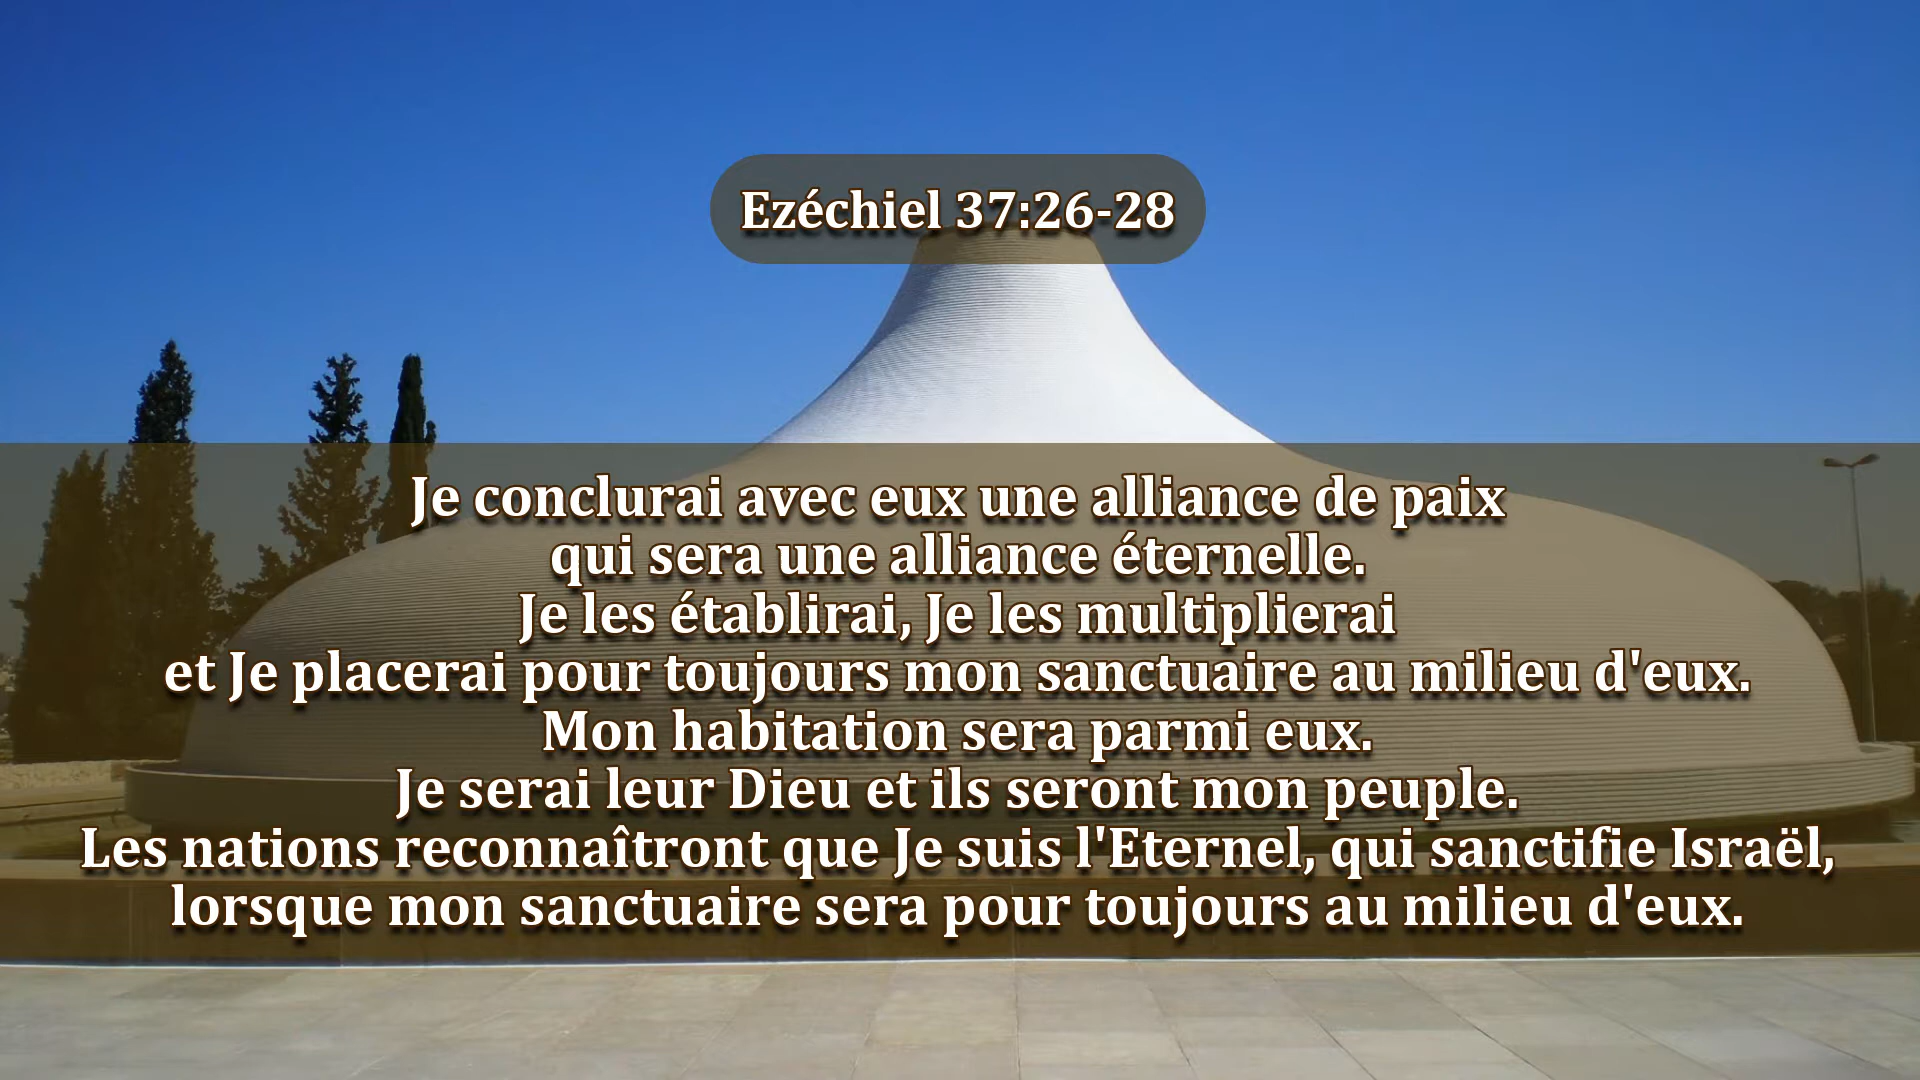 Ezéchiel 37:26-28
Je conclurai avec eux une alliance de paix
qui sera une alliance éternelle.
Je les établirai, Je les multiplierai
et Je placerai pour toujours mon sanctuaire au milieu d'eux.
Mon habitation sera parmi eux.
Je serai leur Dieu et ils seront mon peuple.
Les nations reconnaîtront que Je suis l'Eternel, qui sanctifie Israël,
lorsque mon sanctuaire sera pour toujours au milieu d'eux.